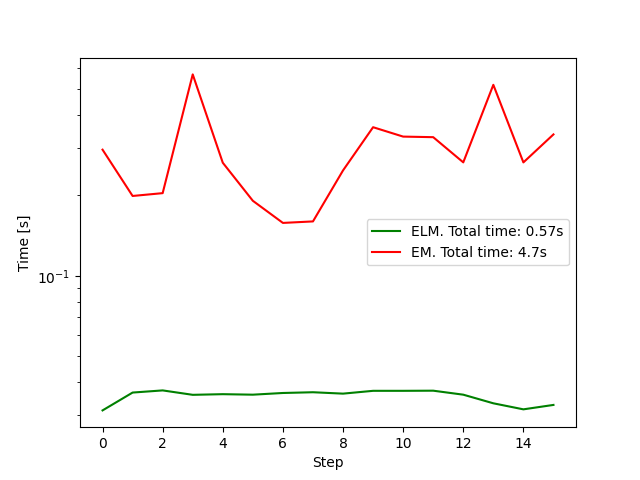 Time [s]
10⁻¹
ELM. Total time: 0.57s
EM. Total time: 4.7s
0 2 4 6 8 10 12 14
Step